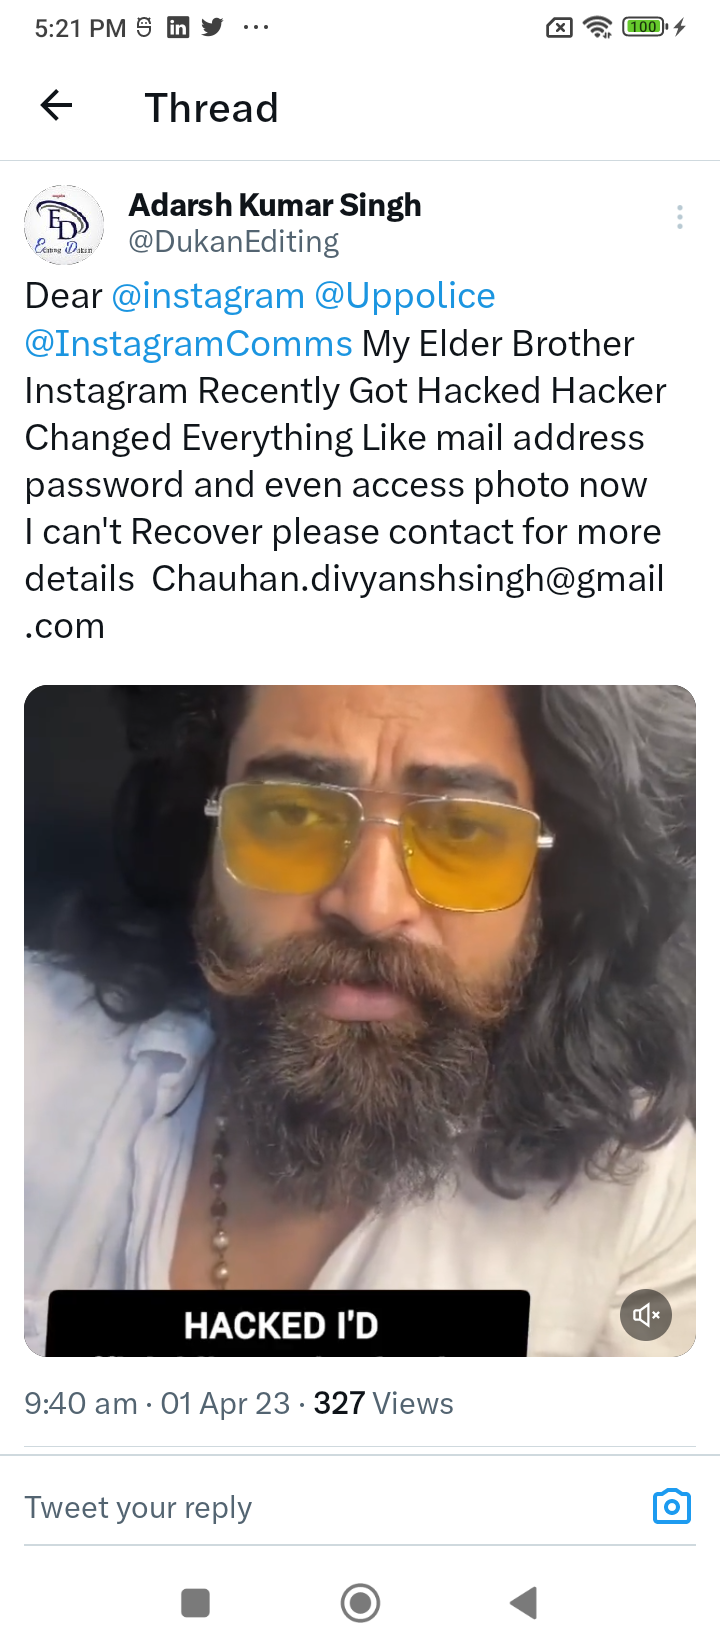 5:21 PM
100
Thread
ED
Editing Dukan
Adarsh Kumar Singh
@DukanEditing
Dear @instagram @Uppolice
@InstagramComms My Elder Brother
Instagram Recently Got Hacked Hacker
Changed Everything Like mail address
password and even access photo now
I can't Recover please contact for more
details  Chauhan.divyanshsingh@gmail
.com
HACKED I'D
9:40 am · 01 Apr 23 · 327 Views
Tweet your reply